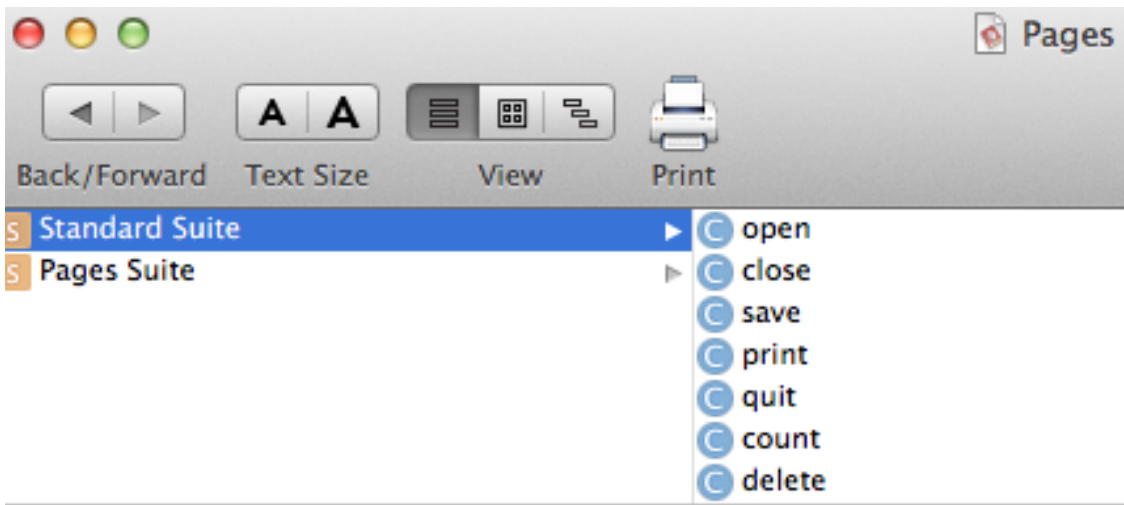 Pages
A A
Back/Forward Text Size View Print
S Standard Suite
S Pages Suite
C open
C close
C save
C print
C quit
C count
C delete